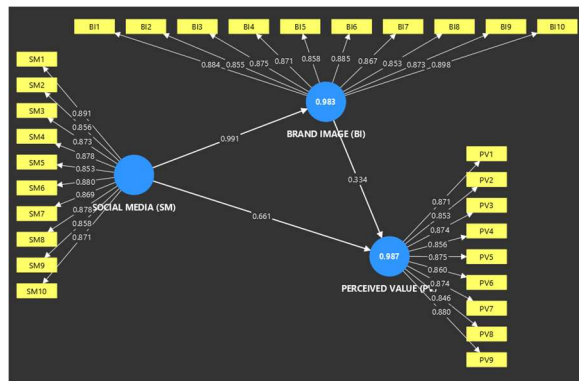 BI1 BI2 BI3 BI4 BI5 BI6 BI7 BI8 BI9 BI10
0.884 0.855 0.875 0.871 0.858 0.885 0.867 0.853 0.873 0.898
SM1
SM2
SM3
SM4
SM5
SM6
SM7
SM8
SM9
SM10
0.891
0.856
0.873
0.878
0.853
0.880
0.869
0.878
0.858
0.871
SOCIAL MEDIA (SM)
0.991
0.983
BRAND IMAGE (BI)
0.334
0.661
0.987
PERCEIVED VALUE (PV)
0.871
0.853
0.874
0.856
0.875
0.860
0.874
0.846
0.880
PV1
PV2
PV3
PV4
PV5
PV6
PV7
PV8
PV9